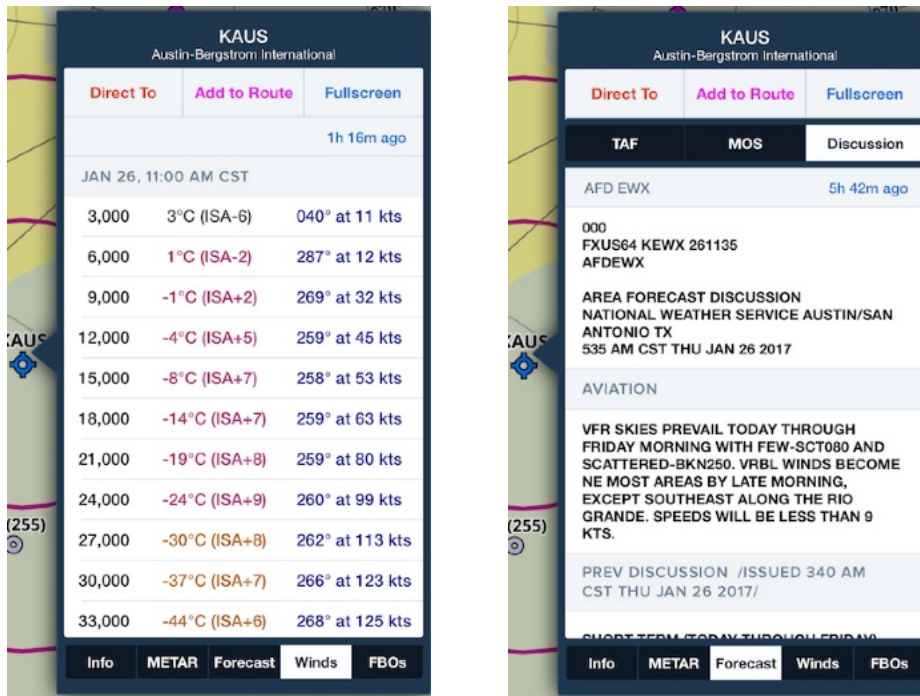 KAUS
Austin-Bergstrom International
Direct To Add to Route Fullscreen
1h 16m ago
JAN 26, 11:00 AM CST
3,000 3°C (ISA-6) 040° at 11 kts
6,000 1°C (ISA-2) 287° at 12 kts
9,000 -1°C (ISA+2) 269° at 32 kts
12,000 -4°C (ISA+5) 259° at 45 kts
15,000 -8°C (ISA+7) 258° at 53 kts
18,000 -14°C (ISA+7) 259° at 63 kts
21,000 -19°C (ISA+8) 259° at 80 kts
24,000 -24°C (ISA+9) 260° at 99 kts
27,000 -30°C (ISA+8) 262° at 113 kts
30,000 -37°C (ISA+7) 266° at 123 kts
33,000 -44°C (ISA+6) 268° at 125 kts
Info METAR Forecast Winds FBOs
KAUS
(255)
KAUS
Austin-Bergstrom International
Direct To Add to Route Fullscreen
TAF MOS Discussion
AFD EWX 5h 42m ago
000
FXUS64 KEWX 261135
AFDEWX
AREA FORECAST DISCUSSION
NATIONAL WEATHER SERVICE AUSTIN/SAN
ANTONIO TX
535 AM CST THU JAN 26 2017
AVIATION
VFR SKIES PREVAIL TODAY THROUGH
FRIDAY MORNING WITH FEW-SCT080 AND
SCATTERED-BKN250. VRBL WINDS BECOME
NE MOST AREAS BY LATE MORNING,
EXCEPT SOUTHEAST ALONG THE RIO
GRANDE. SPEEDS WILL BE LESS THAN 9
KTS.
PREV DISCUSSION /ISSUED 340 AM
CST THU JAN 26 2017/
SHORT TERM (TODAY THROUGH FRIDAY)
Info METAR Forecast Winds FBOs
KAUS
(255)